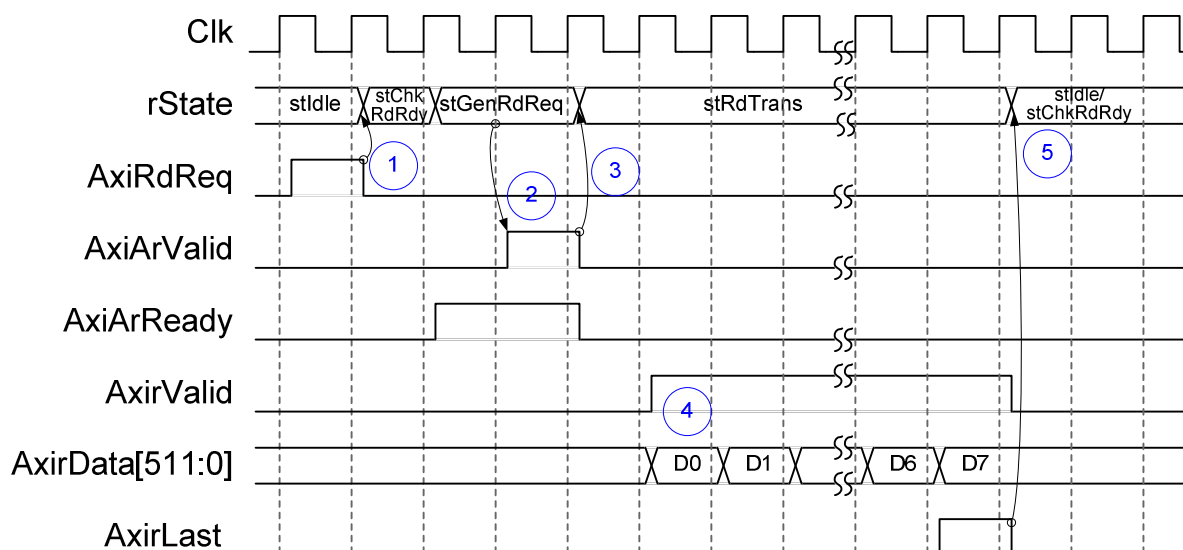 Clk
rState
stIdle
stChk
RdRdy
stGenRdReq
stRdTrans
stIdle/
stChkRdRdy
AxiRdReq
1
2
3
5
AxiArValid
AxiArReady
AxirValid
4
AxirData[511:0]
D0
D1
D6
D7
AxirLast